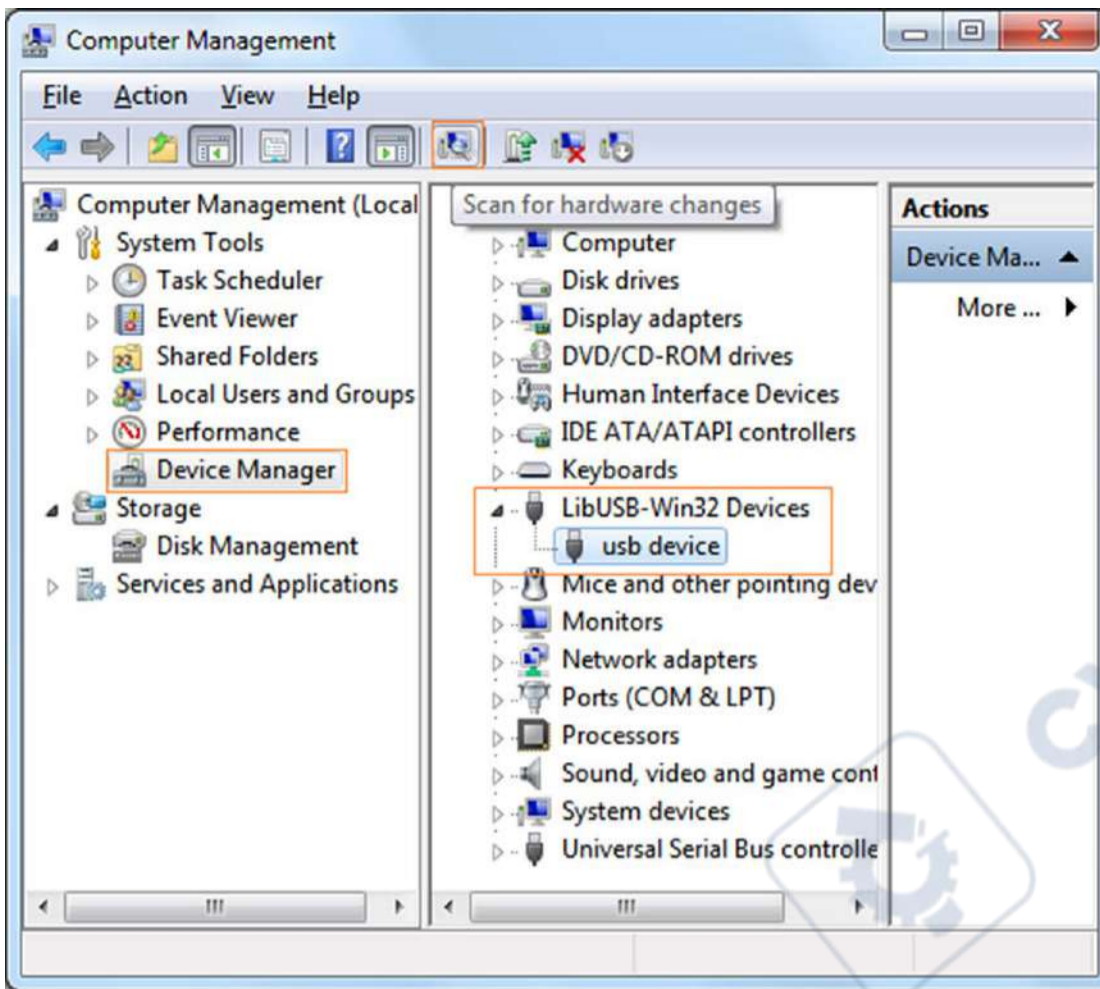 Computer Management
File Action View Help
Computer Management (Local
System Tools
Task Scheduler
Event Viewer
Shared Folders
Local Users and Groups
Performance
Device Manager
Storage
Disk Management
Services and Applications
Scan for hardware changes
Computer
Disk drives
Display adapters
DVD/CD-ROM drives
Human Interface Devices
IDE ATA/ATAPI controllers
Keyboards
LibUSB-Win32 Devices
usb device
Mice and other pointing dev
Monitors
Network adapters
Ports (COM & LPT)
Processors
Sound, video and game cont
System devices
Universal Serial Bus controlle
Actions
Device Ma...
More ...